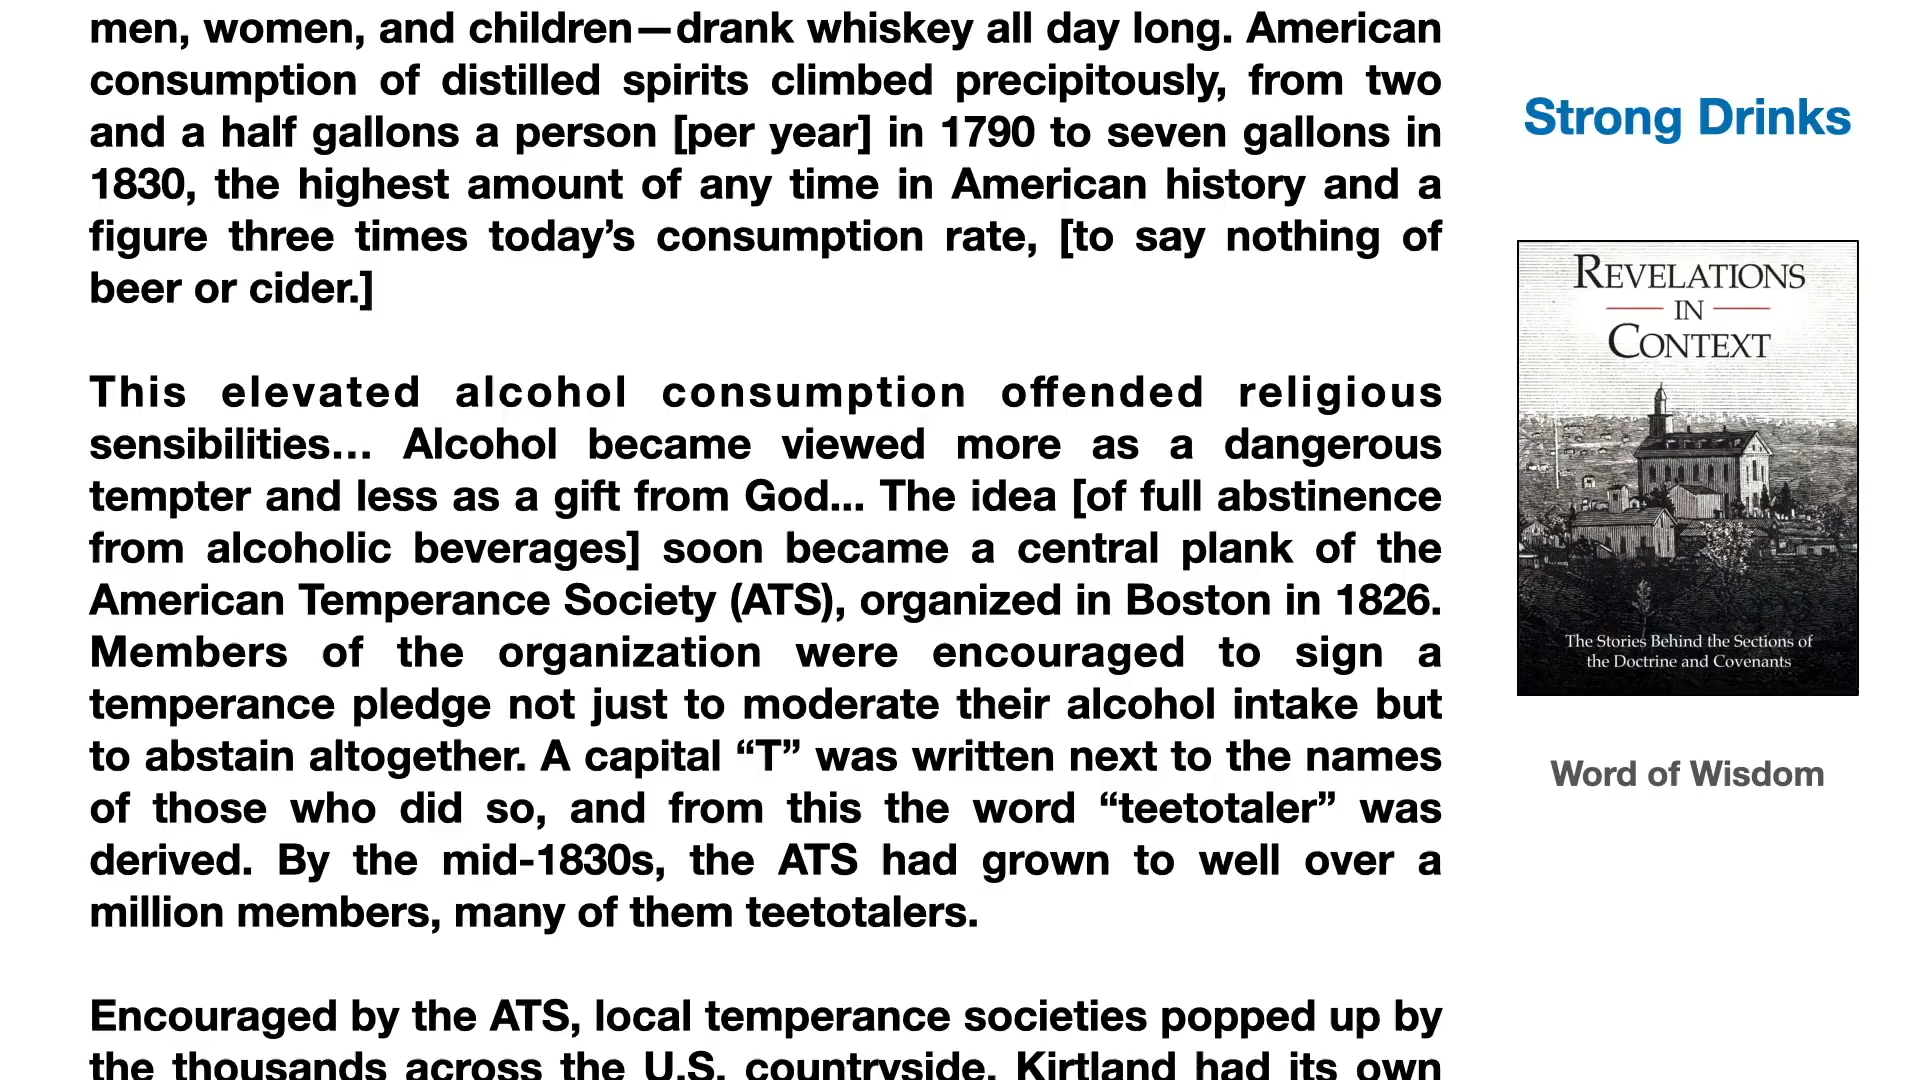 men, women, and children—drank whiskey all day long. American
consumption of distilled spirits climbed precipitously, from two
and a half gallons a person [per year] in 1790 to seven gallons in
1830, the highest amount of any time in American history and a
figure three times today’s consumption rate, [to say nothing of
beer or cider.]
This elevated alcohol consumption offended religious
sensibilities… Alcohol became viewed more as a dangerous
tempter and less as a gift from God... The idea [of full abstinence
from alcoholic beverages] soon became a central plank of the
American Temperance Society (ATS), organized in Boston in 1826.
Members of the organization were encouraged to sign a
temperance pledge not just to moderate their alcohol intake but
to abstain altogether. A capital “T” was written next to the names
of those who did so, and from this the word “teetotaler” was
derived. By the mid-1830s, the ATS had grown to well over a
million members, many of them teetotalers.
Encouraged by the ATS, local temperance societies popped up by
the thousands across the U.S. countryside. Kirtland had its own
Strong Drinks
REVELATIONS
IN
CONTEXT
The Stories Behind the Sections of
the Doctrine and Covenants
Word of Wisdom